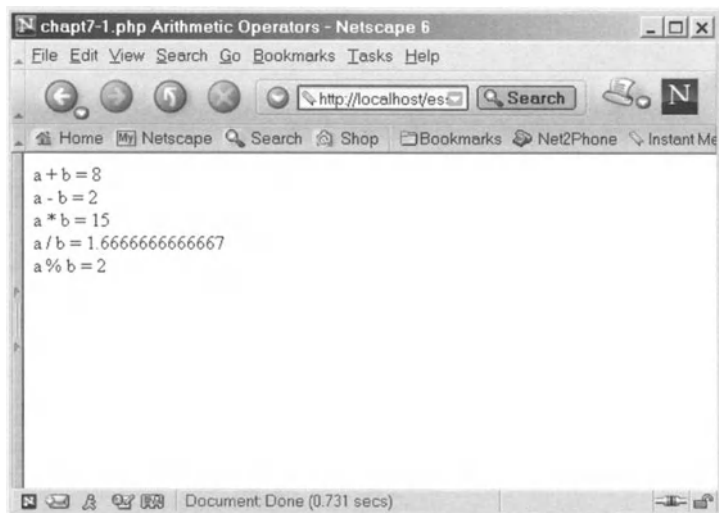 N chapt7-1.php Arithmetic Operators - Netscape 6
File Edit View Search Go Bookmarks Tasks Help
http://localhost/es Search N
Home My Netscape Search Shop Bookmarks Net2Phone Instant Me
a + b = 8
a - b = 2
a * b = 15
a / b = 1.6666666666667
a % b = 2
N Document: Done (0.731 secs)